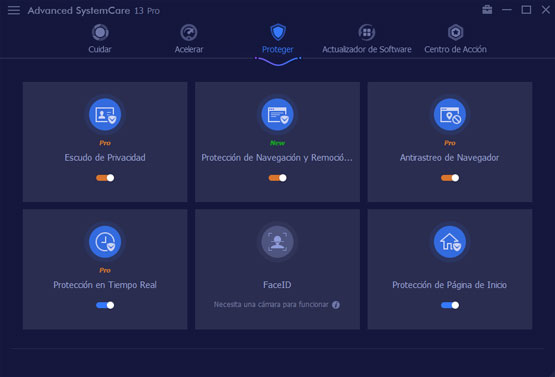 Advanced SystemCare 13 Pro
Cuidar
Acelerar
Proteger
Actualizador de Software
Centro de Acción
Pro
Escudo de Privacidad
New
Protección de Navegación y Remoció...
Pro
Antirastreo de Navegador
Pro
Protección en Tiempo Real
FaceID
Necesita una cámara para funcionar
Protección de Página de Inicio